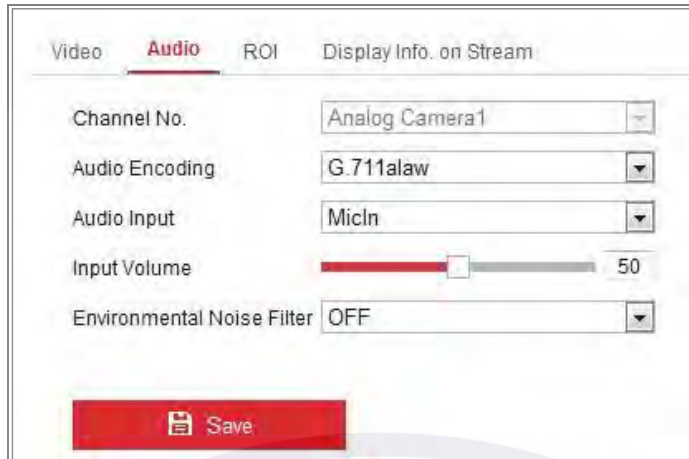 Video Audio ROI Display Info. on Stream
Channel No. Analog Camera1
Audio Encoding G.711alaw
Audio Input MicIn
Input Volume 50
Environmental Noise Filter OFF
Save